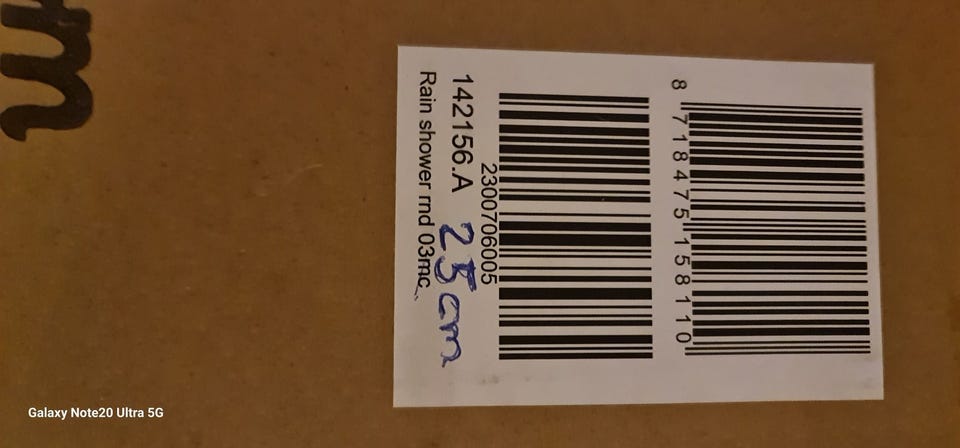 8 718475 158110
2300706005
142156.A 25 cm
Rain shower rnd 03mc
m
Galaxy Note20 Ultra 5G